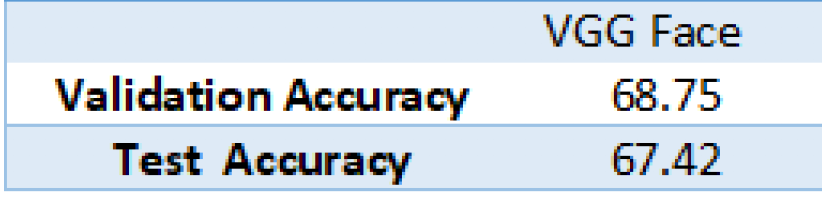 VGG Face
Validation Accuracy 68.75
Test Accuracy 67.42